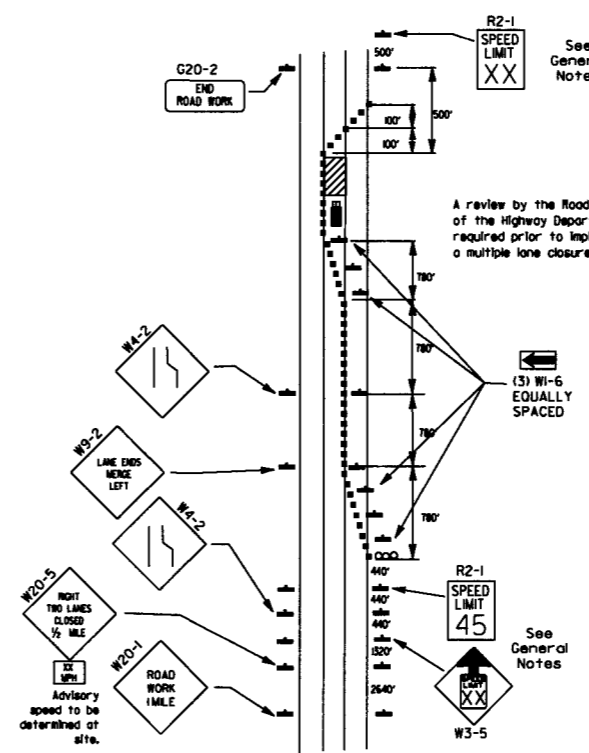 R2-1
SPEED
LIMIT
XX
See
General
Notes
500'
G20-2
END
ROAD WORK
100'
500'
100'
A review by the Road
of the Highway Depar
required prior to impl
a multiple lane closure
780'
780'
W4-2
(3) W1-6
EQUALLY
SPACED
W9-2
LANE ENDS
MERGE
LEFT
780'
780'
W4-2
440'
R2-1
SPEED
LIMIT
45
440'
440'
W20-5
RIGHT
TWO LANES
CLOSED
1/2 MILE
XX
MPH
Advisory
speed to be
determined at
site.
W20-1
ROAD
WORK
1 MILE
1320'
2640'
See
General
Notes
SPEED
LIMIT
XX
W3-5